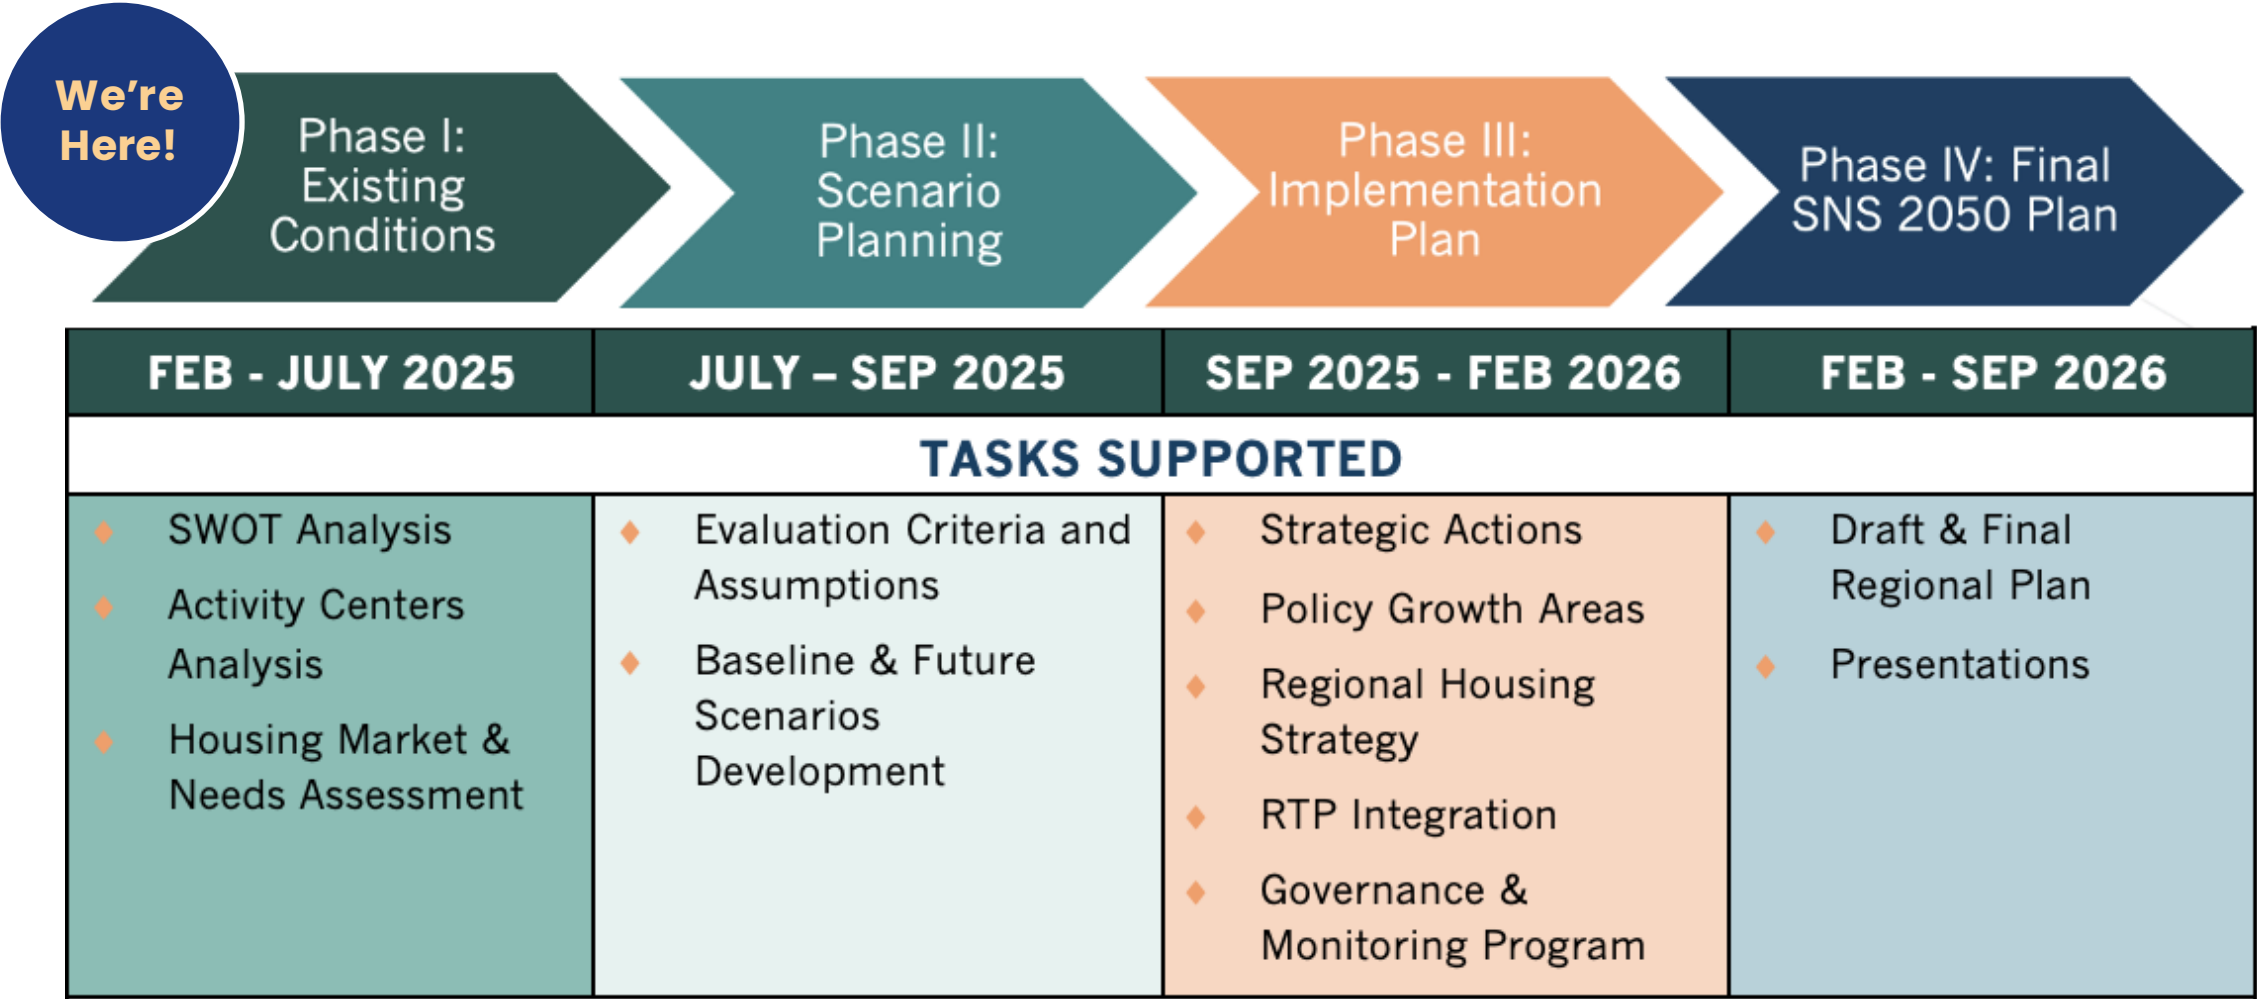 We’re
Here!
Phase I:
Existing
Conditions
Phase II:
Scenario
Planning
Phase III:
Implementation
Plan
Phase IV: Final
SNS 2050 Plan
FEB - JULY 2025
JULY – SEP 2025
SEP 2025 - FEB 2026
FEB - SEP 2026
TASKS SUPPORTED
SWOT Analysis
Activity Centers
Analysis
Housing Market &
Needs Assessment
Evaluation Criteria and
Assumptions
Baseline & Future
Scenarios
Development
Strategic Actions
Policy Growth Areas
Regional Housing
Strategy
RTP Integration
Governance &
Monitoring Program
Draft & Final
Regional Plan
Presentations